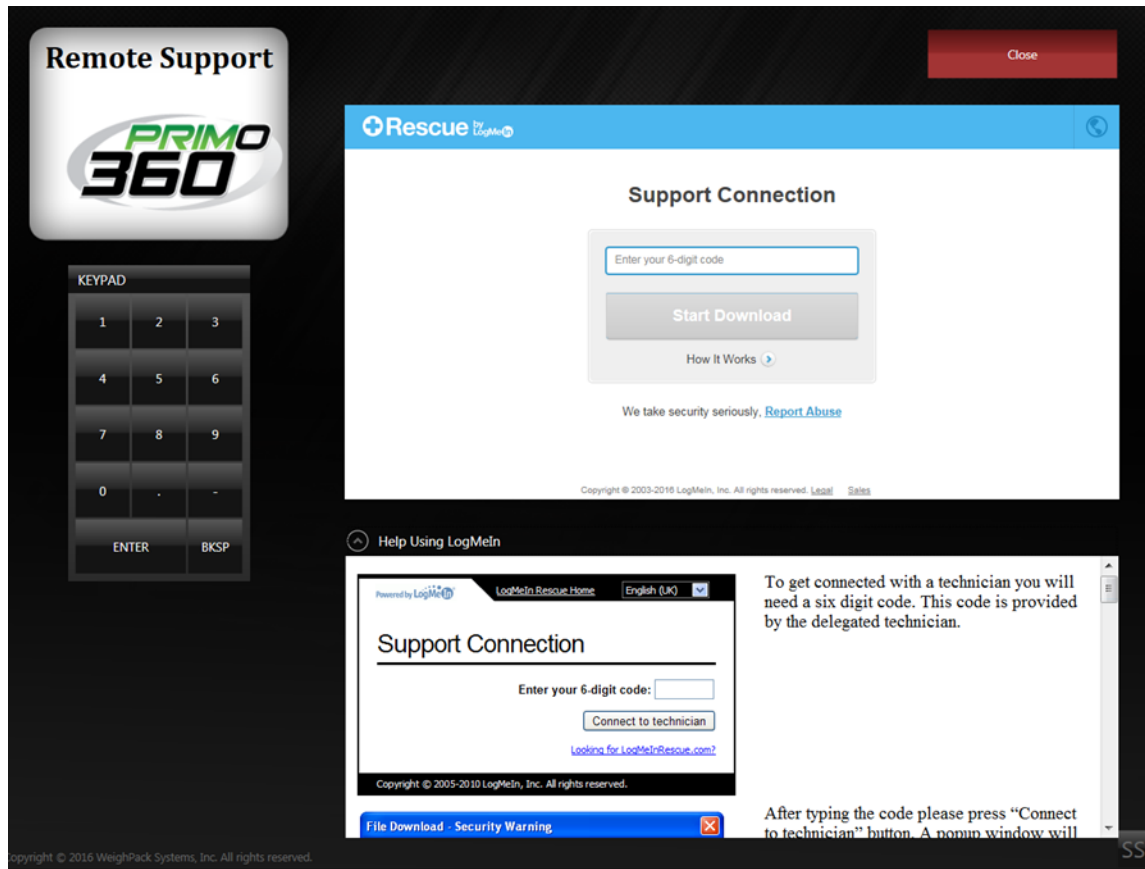 Remote Support
PRIMO
360
Close
Rescue by LogMeIn
Support Connection
Enter your 6-digit code
Start Download
How It Works
We take security seriously, Report Abuse
Copyright © 2003-2016 LogMeIn, Inc. All rights reserved. Legal Sales
KEYPAD
1 2 3
4 5 6
7 8 9
0 . -
ENTER BKSP
Help Using LogMeIn
Powered by LogMeIn LogMeIn Rescue Home English (UK)
Support Connection
Enter your 6-digit code:
Connect to technician
Looking for LogMeInRescue.com?
Copyright © 2005-2010 LogMeIn, Inc. All rights reserved.
File Download - Security Warning
To get connected with a technician you will
need a six digit code. This code is provided
by the delegated technician.
After typing the code please press “Connect
to technician” button. A popup window will
Copyright © 2016 WeighPack Systems, Inc. All rights reserved.
SS